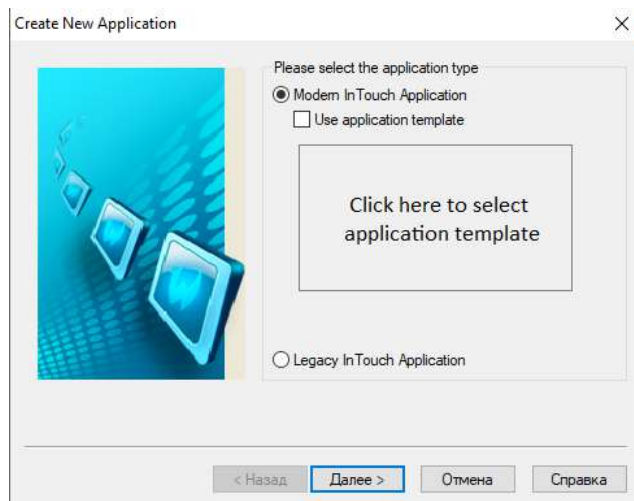 Create New Application
Please select the application type
Modern InTouch Application
Use application template
Click here to select
application template
Legacy InTouch Application
< Назад
Далее >
Отмена
Справка